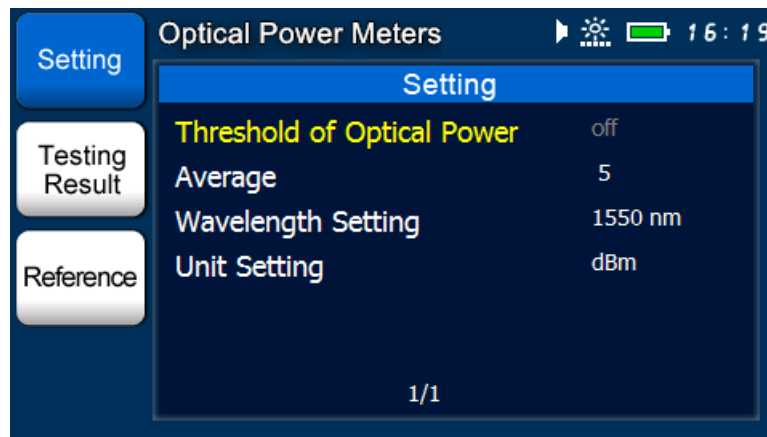 Setting
Optical Power Meters
16:19
Setting
Threshold of Optical Power off
Average 5
Wavelength Setting 1550 nm
Unit Setting dBm
1/1
Testing
Result
Reference